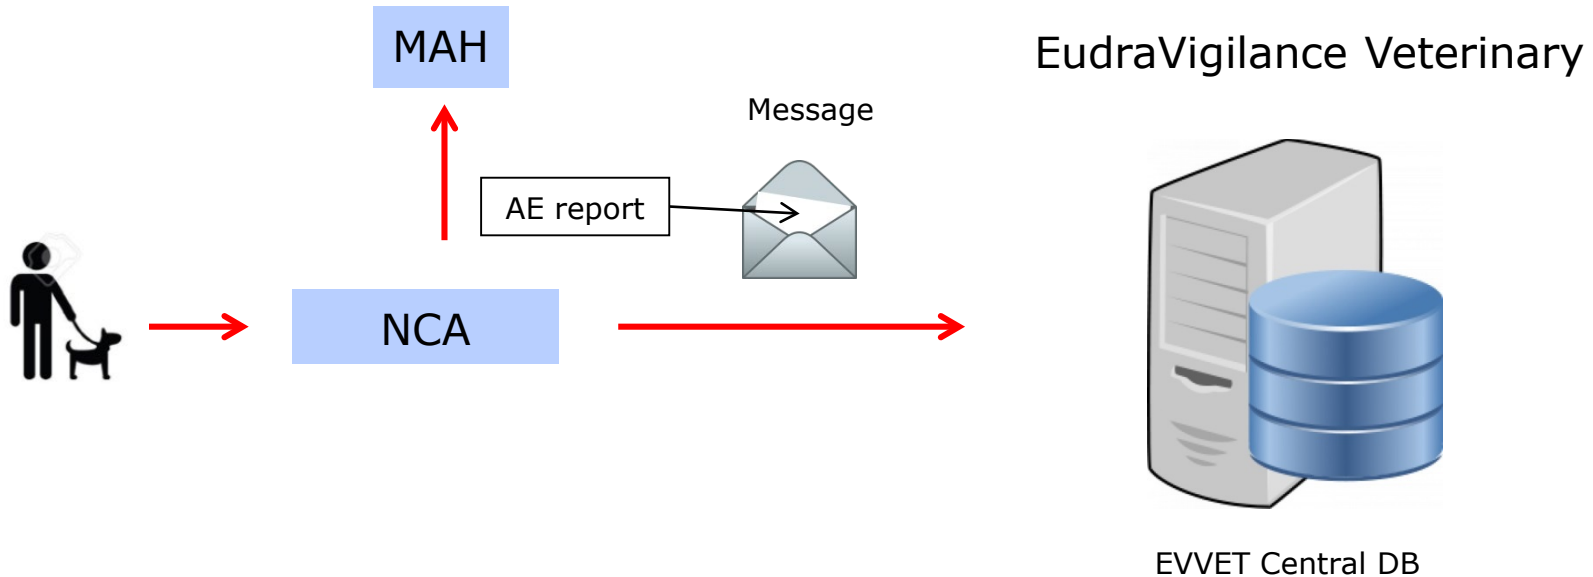 MAH
EudraVigilance Veterinary
Message
AE report
NCA
EVVET Central DB